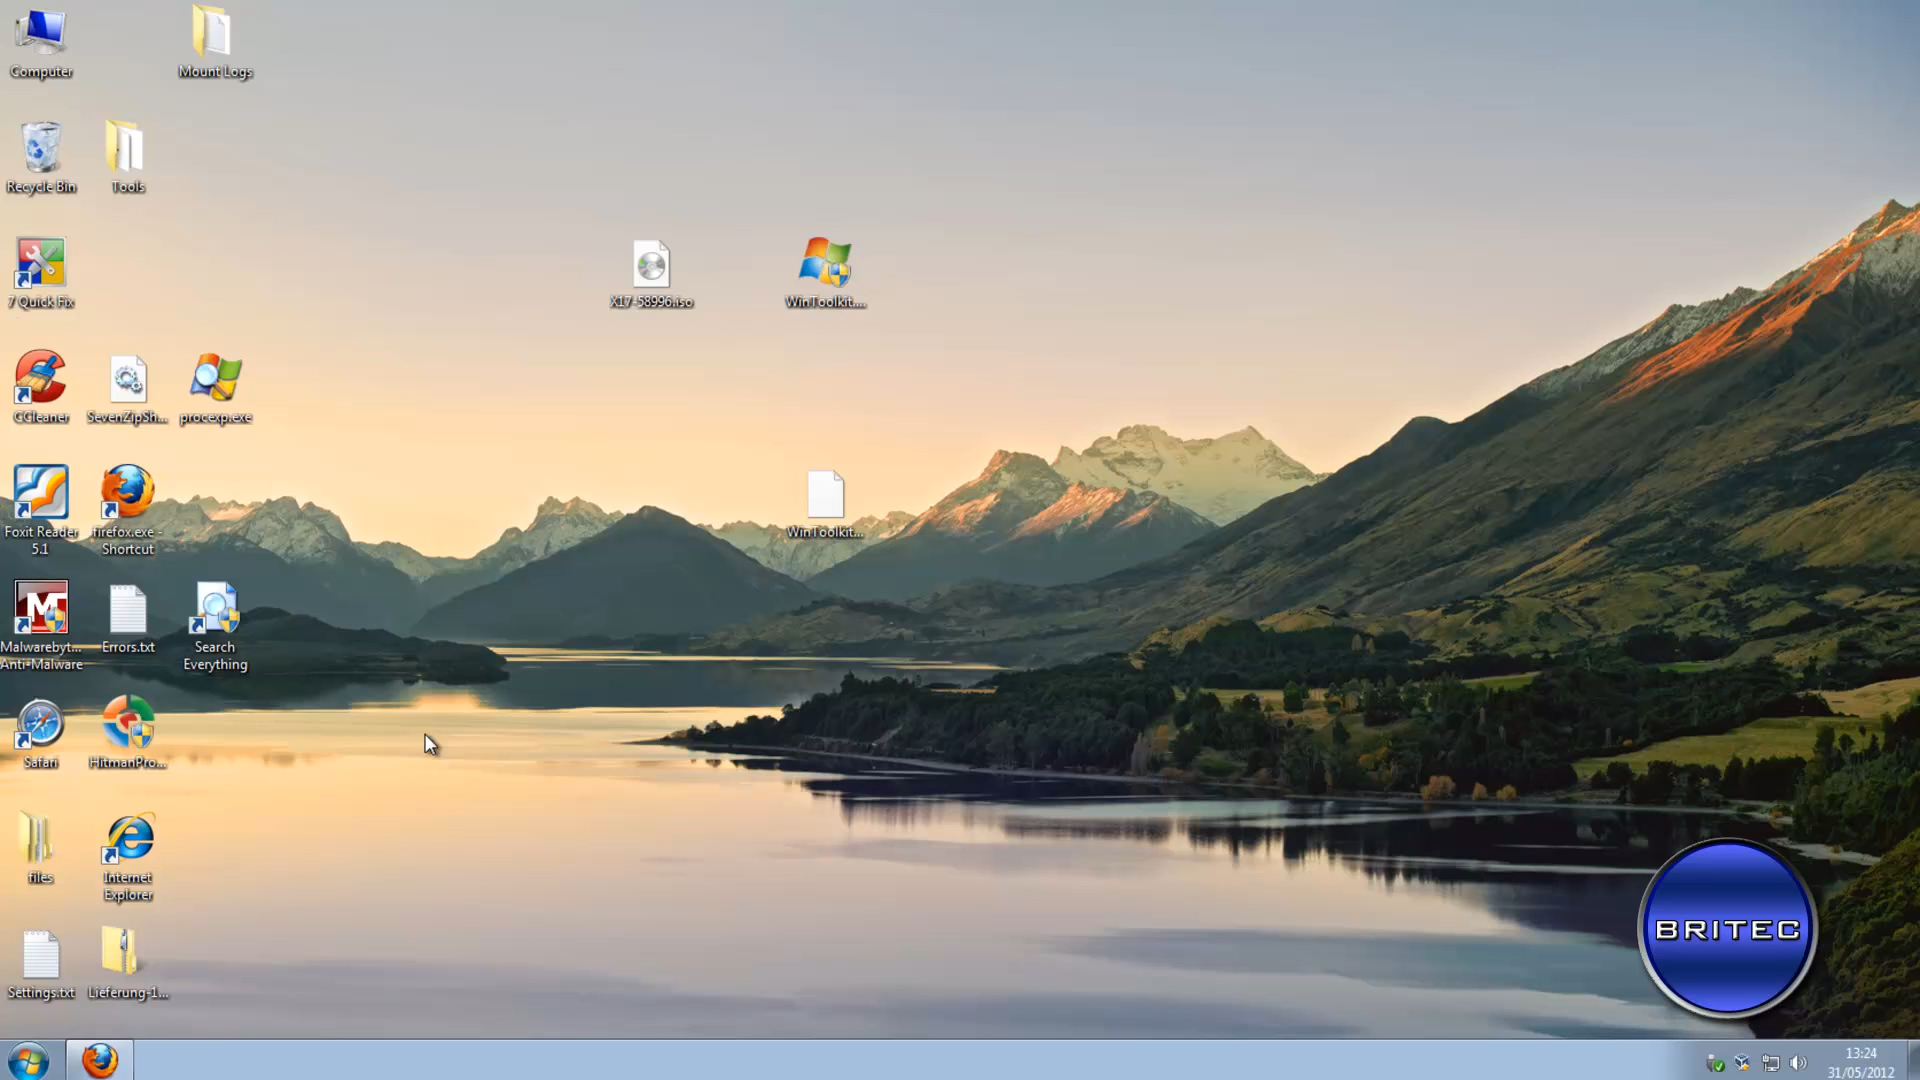 Computer
Mount Logs
Recycle Bin
Tools
7 Quick Fix
X17-58996.iso
WinToolkit....
CCleaner
SevenZipSh...
procexp.exe
Foxit Reader
5.1
firefox.exe -
Shortcut
WinToolkit...
Malwareby t...
Anti-Malware
Errors.txt
Search
Everything
Safari
HitmanPro...
files
Internet
Explorer
Settings.txt
Lieferung-1...
BRITEC
13:24
31/05/2012